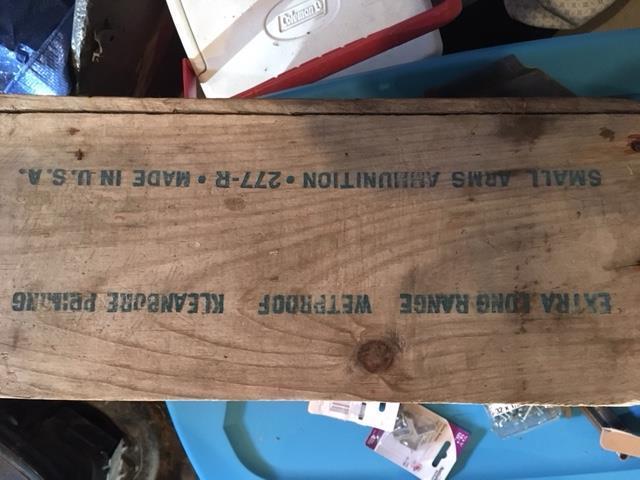 EXTRA LONG RANGE WETPROOF KLEANBORE PRIMING
SMALL ARMS AMMUNITION • 277-R • MADE IN U.S.A.
Coleman